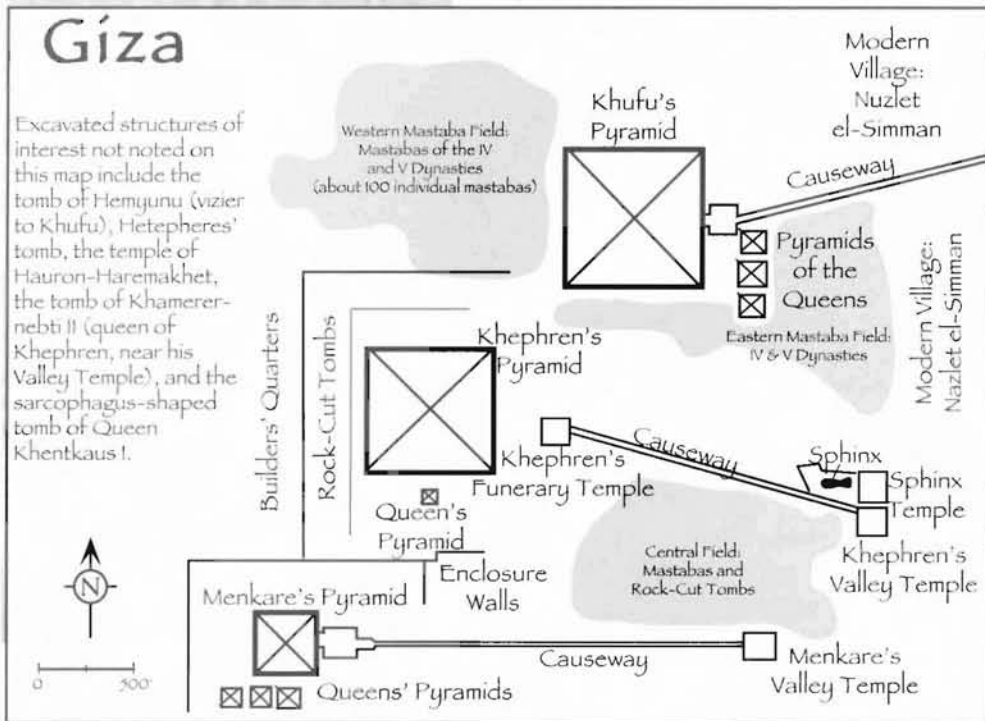 Giza
Excavated structures of
interest not noted on
this map include the
tomb of Hemyunu (vizier
to Khufu), Hetepheres'
tomb, the temple of
Hauron-Haremakhet,
the tomb of Khamerer-
nebti II (queen of
Khephren, near his
Valley Temple), and the
sarcophagus-shaped
tomb of Queen
Khentkaus I.
Western Mastaba Field:
Mastabas of the IV
and V Dynasties
(about 100 individual mastabas)
Khufu's
Pyramid
Modern
Village:
Nuzlet
el-Simman
Causeway
Pyramids
of the
Queens
Eastern Mastaba Field:
IV & V Dynasties
Modern Village:
Nazlet el-Simman
Builders' Quarters
Rock-Cut Tombs
Khephren's
Pyramid
Khephren's
Funerary Temple
Causeway
Sphinx
Sphinx
Temple
Khephren's
Valley Temple
Queen's
Pyramid
Enclosure
Walls
Central Field:
Mastabas and
Rock-Cut Tombs
N
Menkare's Pyramid
Causeway
Menkare's
Valley Temple
Queens' Pyramids
0 500'